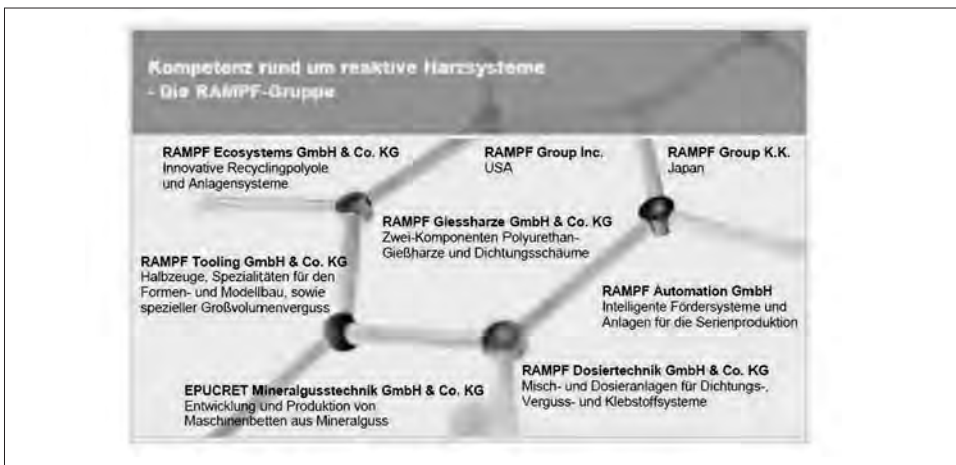 Kompetenz rund um reaktive Harzsysteme
- Die RAMPF-Gruppe
RAMPF Ecosystems GmbH & Co. KG
Innovative Recyclingpolyole
und Anlagensysteme
RAMPF Group Inc.
USA
RAMPF Group K.K.
Japan
RAMPF Giessharze GmbH & Co. KG
Zwei-Komponenten Polyurethan-
Gießharze und Dichtungsschäume
RAMPF Tooling GmbH & Co. KG
Halbzeuge, Spezialitäten für den
Formen- und Modellbau, sowie
spezieller Großvolumenverguss
RAMPF Automation GmbH
Intelligente Fördersysteme und
Anlagen für die Serienproduktion
EPUCRET Mineralgusstechnik GmbH & Co. KG
Entwicklung und Produktion von
Maschinenbetten aus Mineralguss
RAMPF Dosiertechnik GmbH & Co. KG
Misch- und Dosieranlagen für Dichtungs-,
Verguss- und Klebstoffsysteme